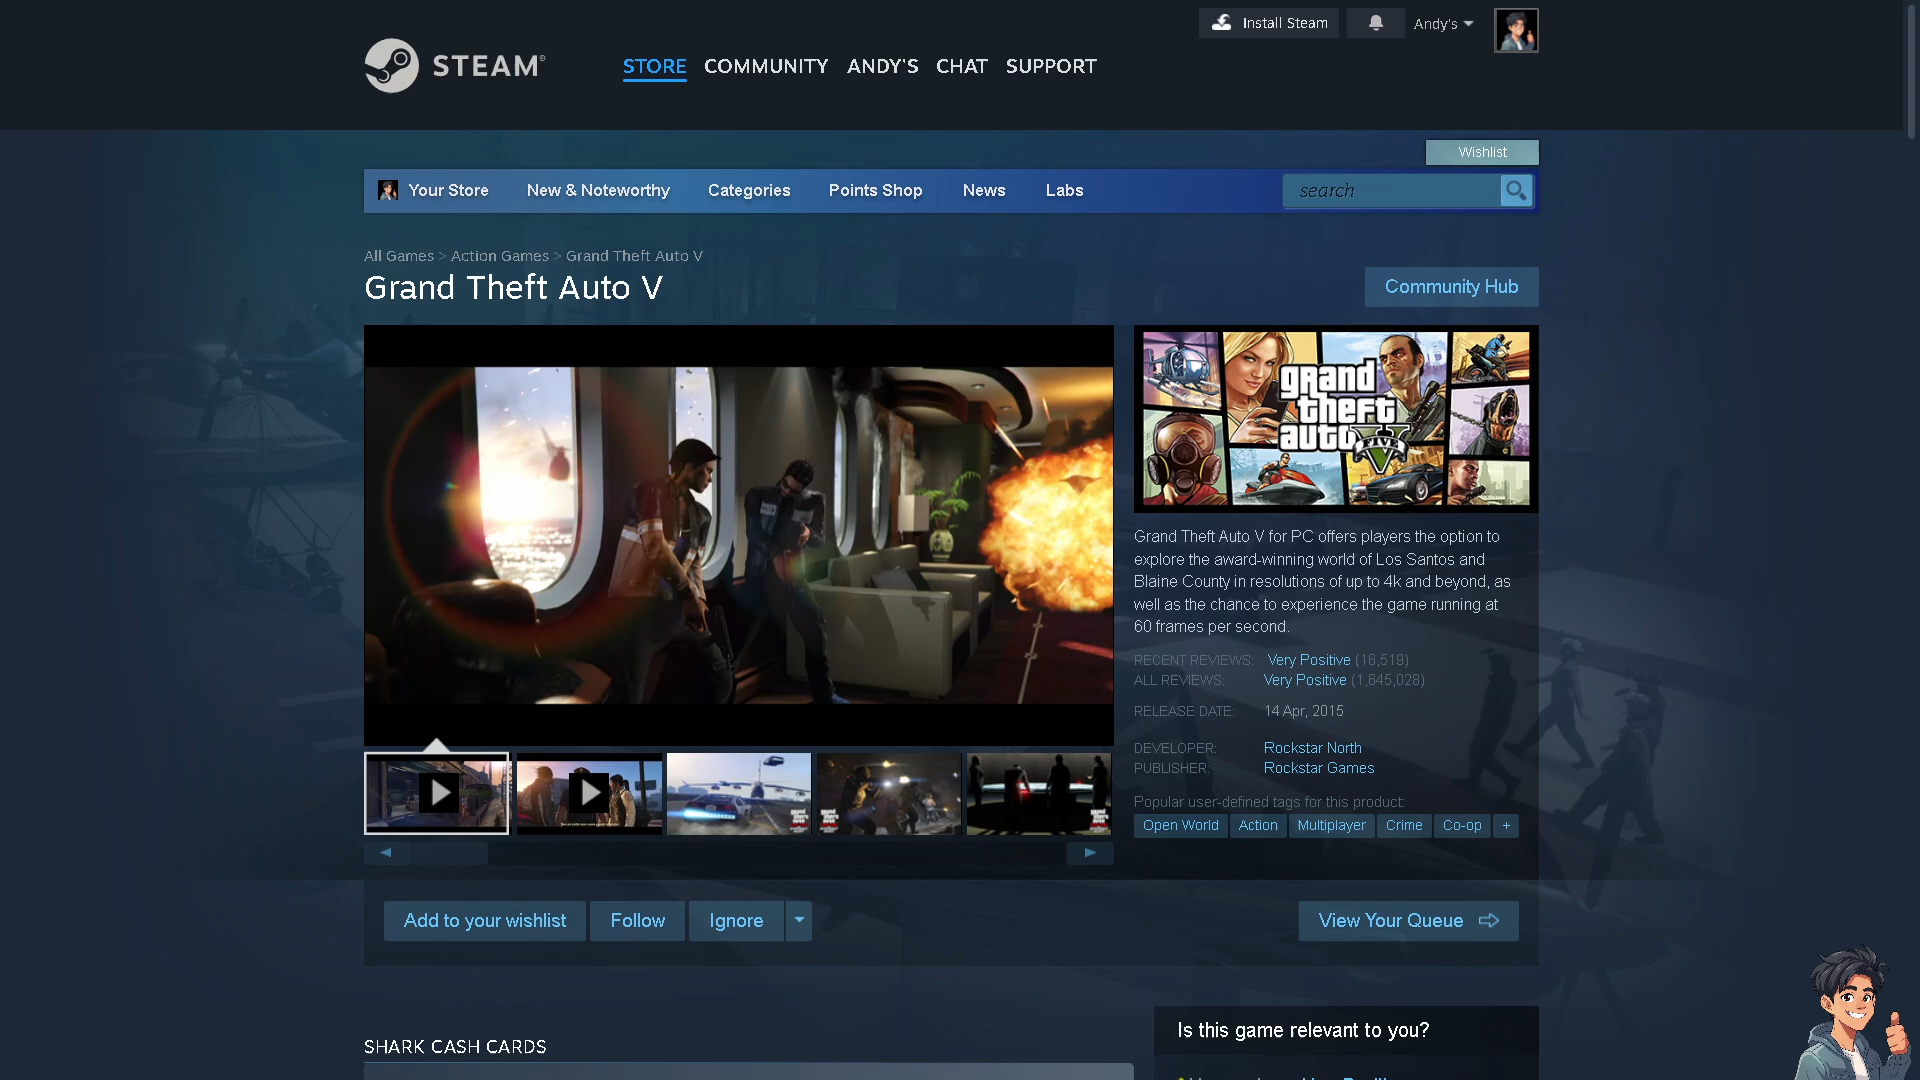 Install Steam
Andy's
STEAM®
STORE COMMUNITY ANDY'S CHAT SUPPORT
Wishlist
Your Store New & Noteworthy Categories Points Shop News Labs
search
All Games > Action Games > Grand Theft Auto V
Grand Theft Auto V
Community Hub
grand
theft
auto
FIVE
Grand Theft Auto V for PC offers players the option to
explore the award-winning world of Los Santos and
Blaine County in resolutions of up to 4k and beyond, as
well as the chance to experience the game running at
60 frames per second.
RECENT REVIEWS: Very Positive (16,519)
ALL REVIEWS: Very Positive (1,645,028)
RELEASE DATE: 14 Apr, 2015
DEVELOPER: Rockstar North
PUBLISHER: Rockstar Games
Popular user-defined tags for this product:
Open World Action Multiplayer Crime Co-op +
Add to your wishlist Follow Ignore
View Your Queue
SHARK CASH CARDS
Is this game relevant to you?